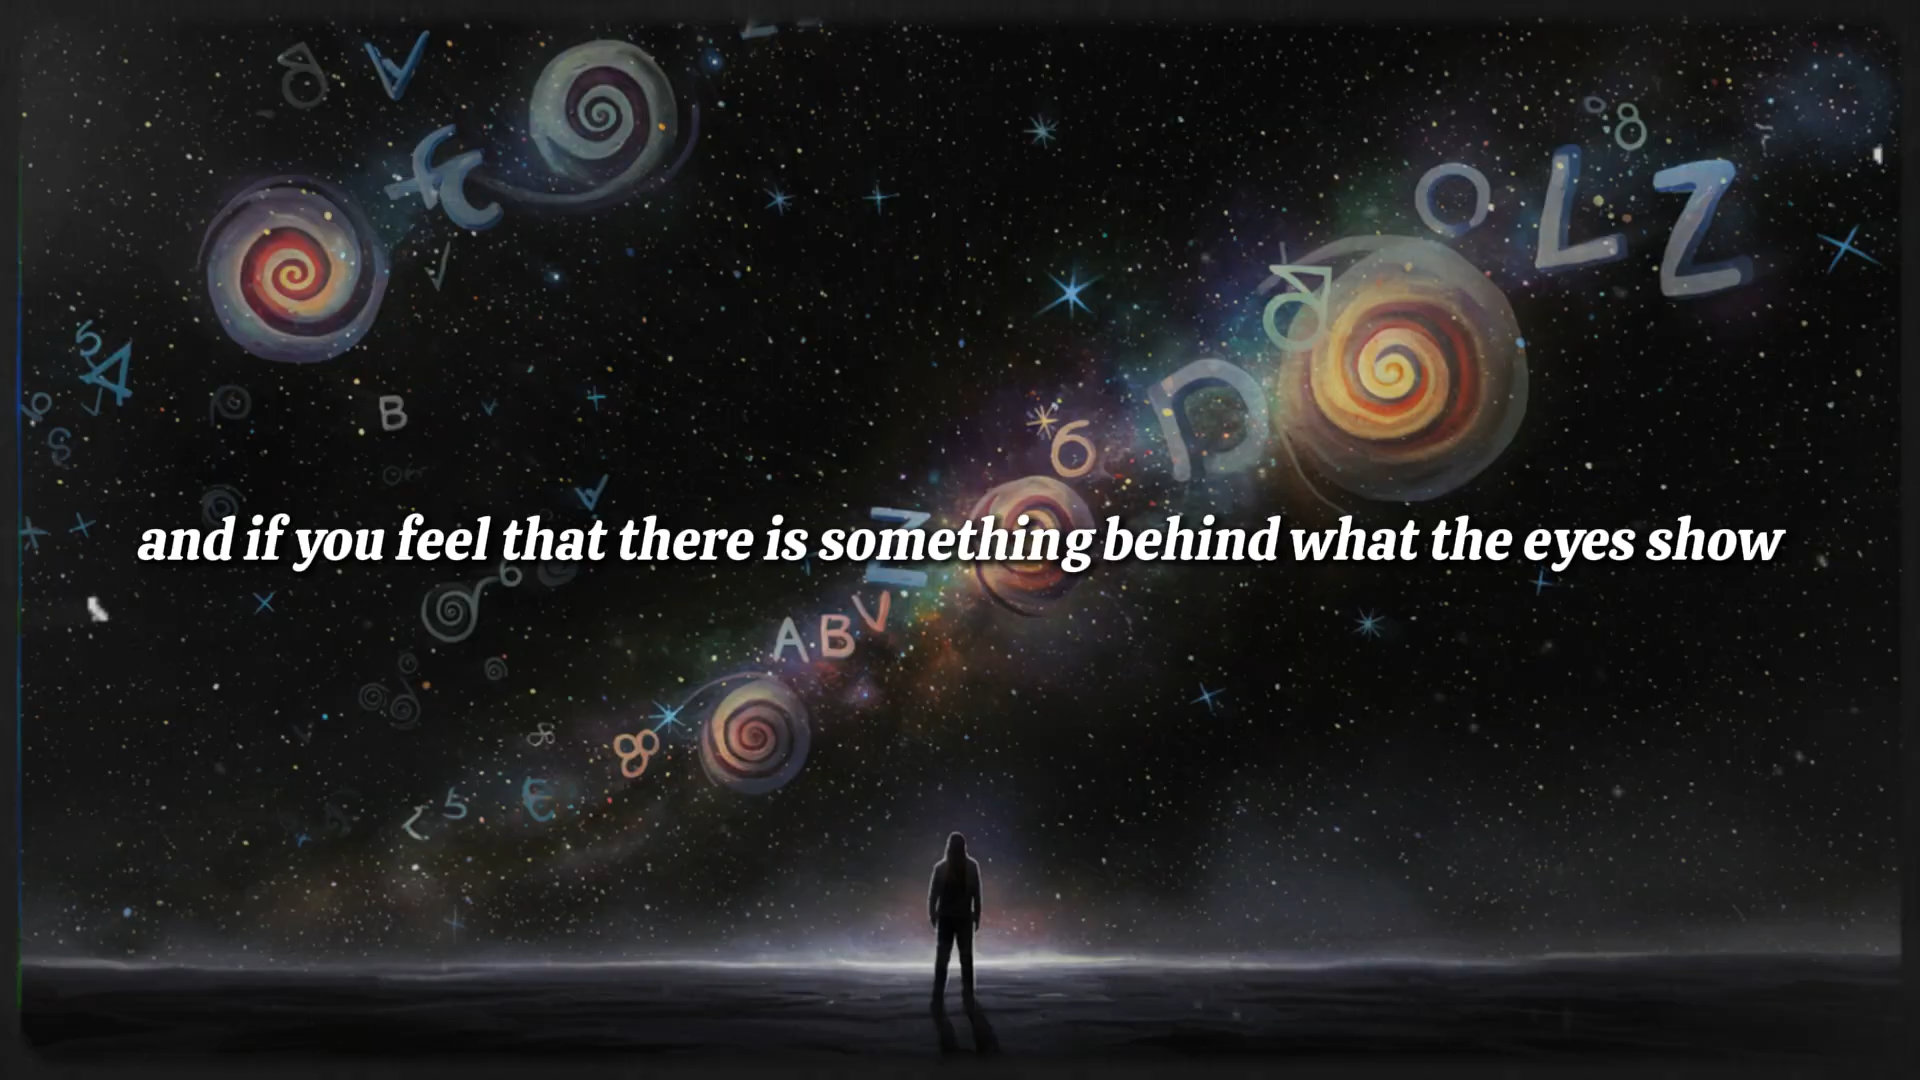 and if you feel that there is something behind what the eyes show